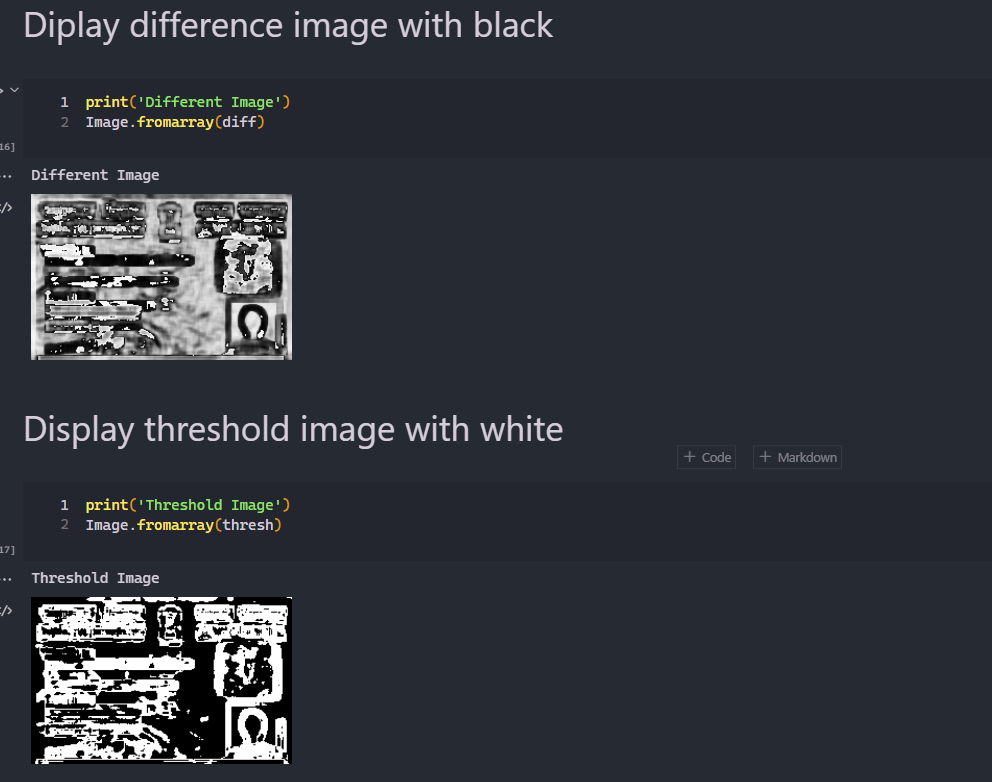 Diplay difference image with black
1 print('Different Image')
2 Image.fromarray(diff)
16]
Different Image
Display threshold image with white
+ Code + Markdown
1 print('Threshold Image')
2 Image.fromarray(thresh)
17]
Threshold Image